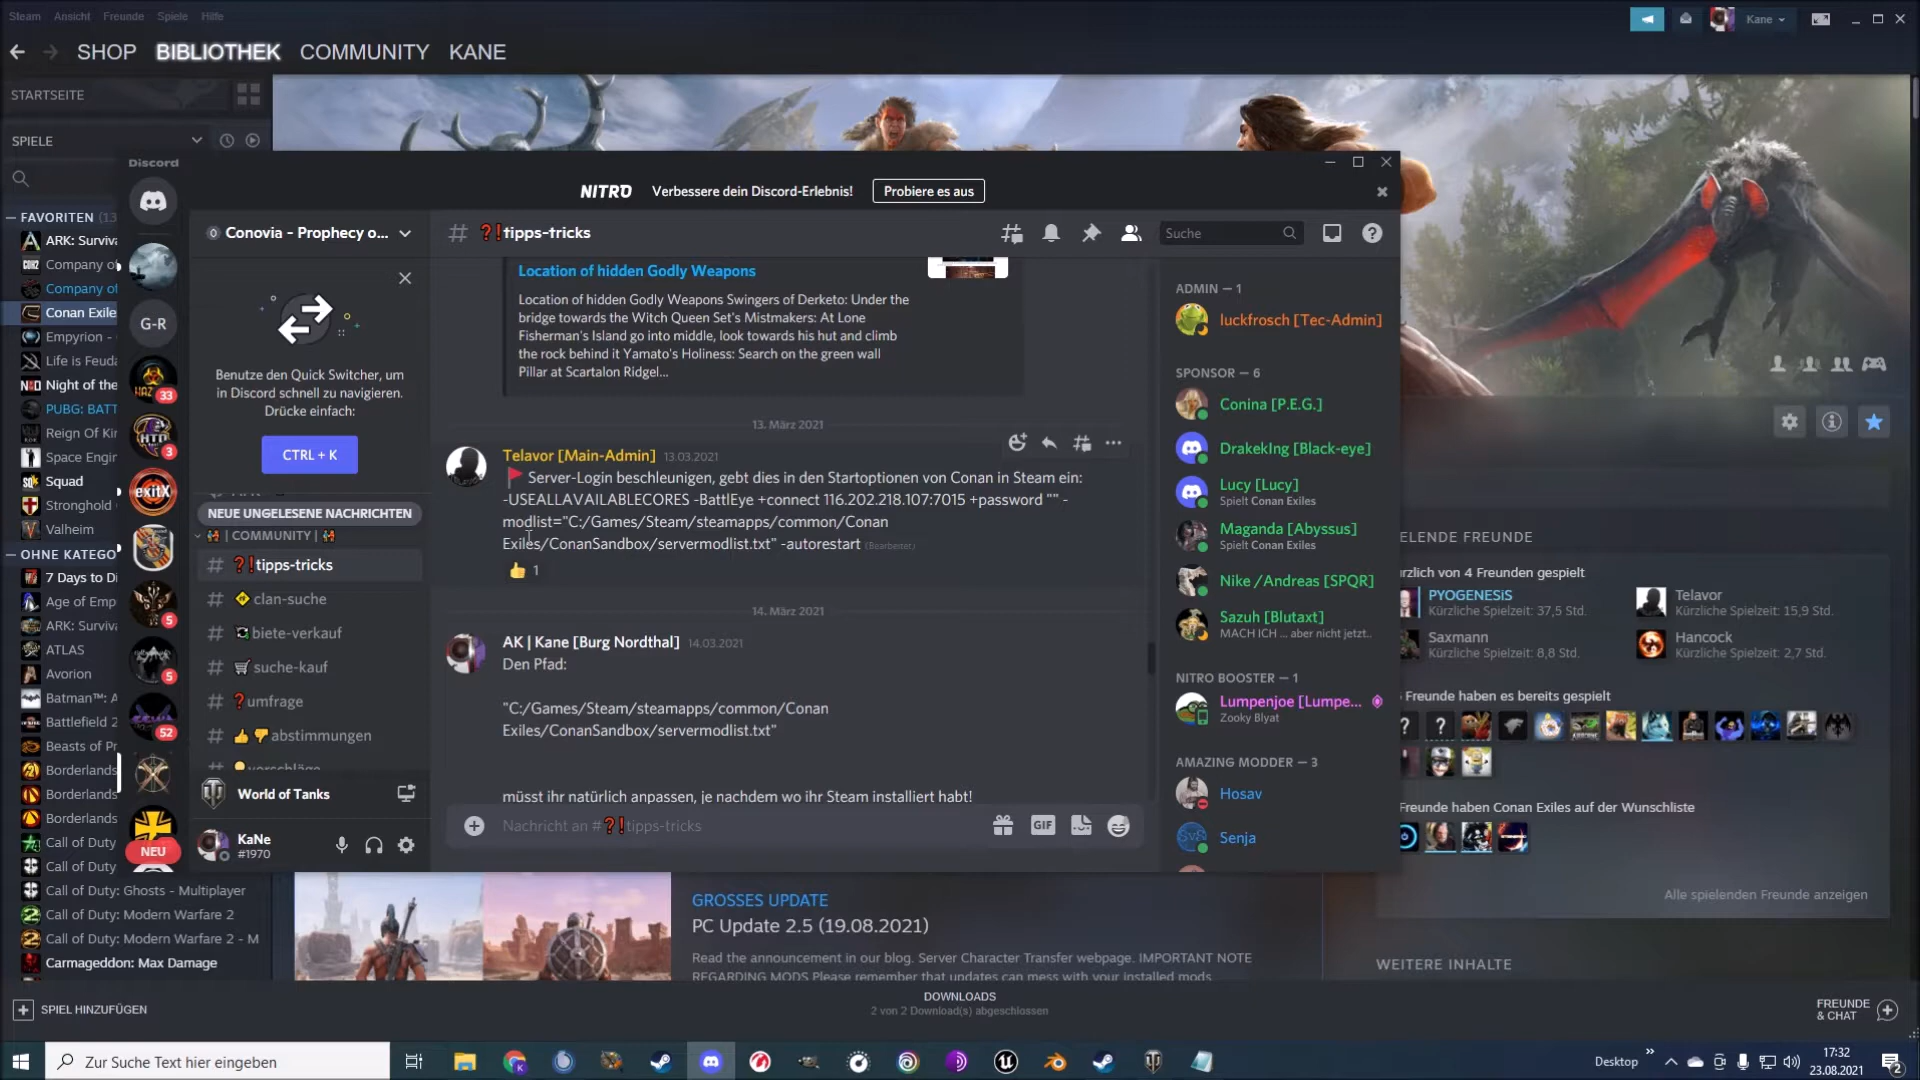 Steam Ansicht Freunde Spiele Hilfe
Kane
SHOP BIBLIOTHEK COMMUNITY KANE
STARTSEITE
SPIELE
FAVORITEN (13
ARK: Surviva
Company of
Company of
Conan Exile
Empyrion -
Life is Feuda
Night of the
PUBG: BATT
Reign Of Kin
Space Engin
Squad
Stronghold
Valheim
OHNE KATEGO
7 Days to Di
Age of Emp
ARK: Surviva
ATLAS
Avorion
Batman™: A
Battlefield 2
Beasts of Pr
Borderlands
Borderlands
Borderlands
Call of Duty
Call of Duty
Call of Duty: Ghosts - Multiplayer
Call of Duty: Modern Warfare 2
Call of Duty: Modern Warfare 2 - M
Carmageddon: Max Damage
SPIEL HINZUFÜGEN
Discord
NITRO Verbessere dein Discord-Erlebnis! Probiere es aus
G-R
33
3
exitX
5
5
52
NEU
Conovia - Prophecy o...
Benutze den Quick Switcher, um
in Discord schnell zu navigieren.
Drücke einfach:
CTRL + K
NEUE UNGELESENE NACHRICHTEN
| COMMUNITY |
# ❓❗tipps-tricks
# clan-suche
# biete-verkauf
# 🛒 suche-kauf
# ❓umfrage
# 👍 👎abstimmungen
# vorschläge
World of Tanks
KaNe
#1970
# ❓❗tipps-tricks
Suche
Location of hidden Godly Weapons
Location of hidden Godly Weapons Swingers of Derketo: Under the
bridge towards the Witch Queen Set's Mistmakers: At Lone
Fisherman's Island go into middle, look towards his hut and climb
the rock behind it Yamato's Holiness: Search on the green wall
Pillar at Scartalon Ridgel...
13. März 2021
Telavor [Main-Admin] 13.03.2021
🚩 Server-Login beschleunigen, gebt dies in den Startoptionen von Conan in Steam ein:
-USEALLAVAILABLECORES -BattlEye +connect 116.202.218.107:7015 +password "" -
modlist="C:/Games/Steam/steamapps/common/Conan
Exiles/ConanSandbox/servermodlist.txt" -autorestart (Bearbeitet)
👍 1
14. März 2021
AK | Kane [Burg Nordthal] 14.03.2021
Den Pfad:
"C:/Games/Steam/steamapps/common/Conan
Exiles/ConanSandbox/servermodlist.txt"
müsst ihr natürlich anpassen, je nachdem wo ihr Steam installiert habt!
Nachricht an #❓❗tipps-tricks
GIF
ADMIN — 1
luckfrosch [Tec-Admin]
SPONSOR — 6
Conina [P.E.G.]
DrakekIng [Black-eye]
Lucy [Lucy]
Spielt Conan Exiles
Maganda [Abyssus]
Spielt Conan Exiles
Nike /Andreas [SPQR]
Sazuh [Blutaxt]
MACH ICH ... aber nicht jetzt..
NITRO BOOSTER — 1
Lumpenjoe [Lumpe...
Zooky Blyat
AMAZING MODDER — 3
Hosav
Senja
ELENDE FREUNDE
rzlich von 4 Freunden gespielt
PYOGENESiS
Kürzliche Spielzeit: 37,5 Std.
Telavor
Kürzliche Spielzeit: 15,9 Std.
Saxmann
Kürzliche Spielzeit: 8,8 Std.
Hancock
Kürzliche Spielzeit: 2,7 Std.
Freunde haben es bereits gespielt
Freunde haben Conan Exiles auf der Wunschliste
Alle spielenden Freunde anzeigen
WEITERE INHALTE
GROSSES UPDATE
PC Update 2.5 (19.08.2021)
Read the announcement in our blog. Server Character Transfer webpage. IMPORTANT NOTE
REGARDING MODS Please remember that updates can mess with your installed mods.
DOWNLOADS
2 von 2 Download(s) abgeschlossen
FREUNDE
& CHAT
Zur Suche Text hier eingeben
Desktop
17:32
23.08.2021
2